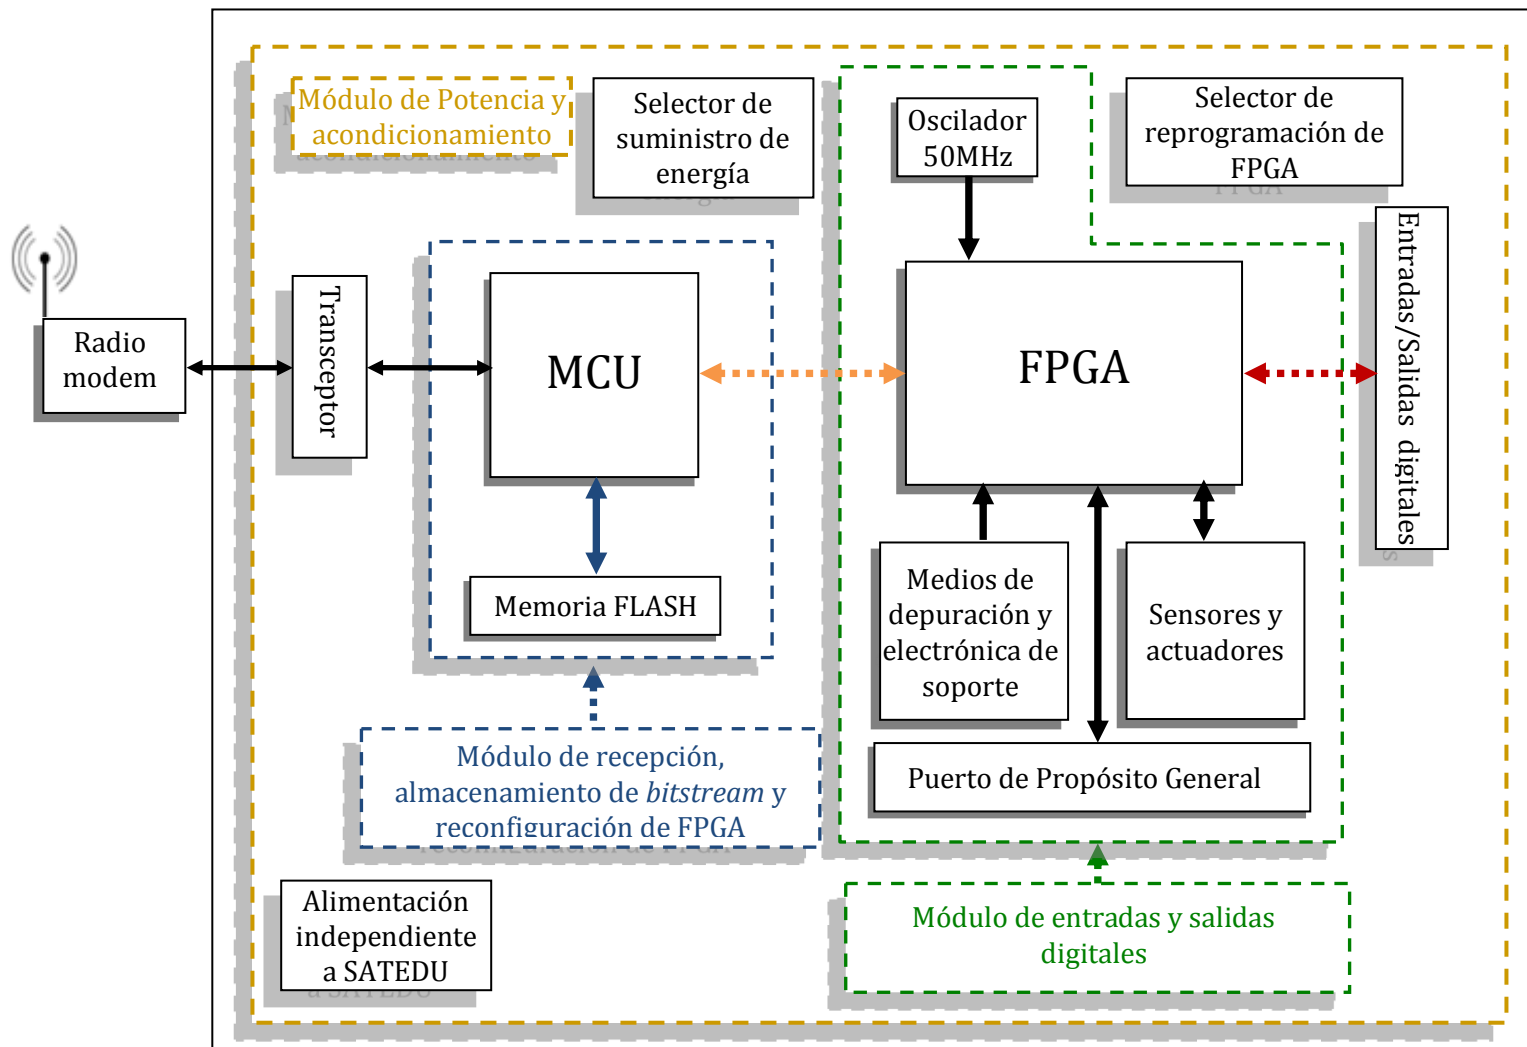 Módulo de Potencia y
acondicionamiento
Selector de
suministro de
energía
Oscilador
50MHz
Selector de
reprogramación de
FPGA
Entradas/Salidas digitales
Radio
modem
Transceptor
MCU
FPGA
Memoria FLASH
Medios de
depuración y
electrónica de
soporte
Sensores y
actuadores
Puerto de Propósito General
Módulo de recepción,
almacenamiento de bitstream y
reconfiguración de FPGA
Alimentación
independiente
a SATEDU
Módulo de entradas y salidas
digitales